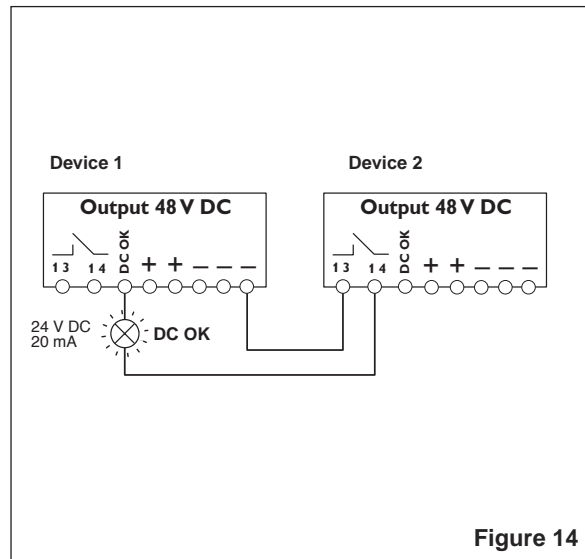 Device 1
Device 2
Output 48 V DC
13 14 DC OK + + – – –
Output 48 V DC
13 14 DC OK + + – – –
24 V DC
20 mA
DC OK
Figure 14